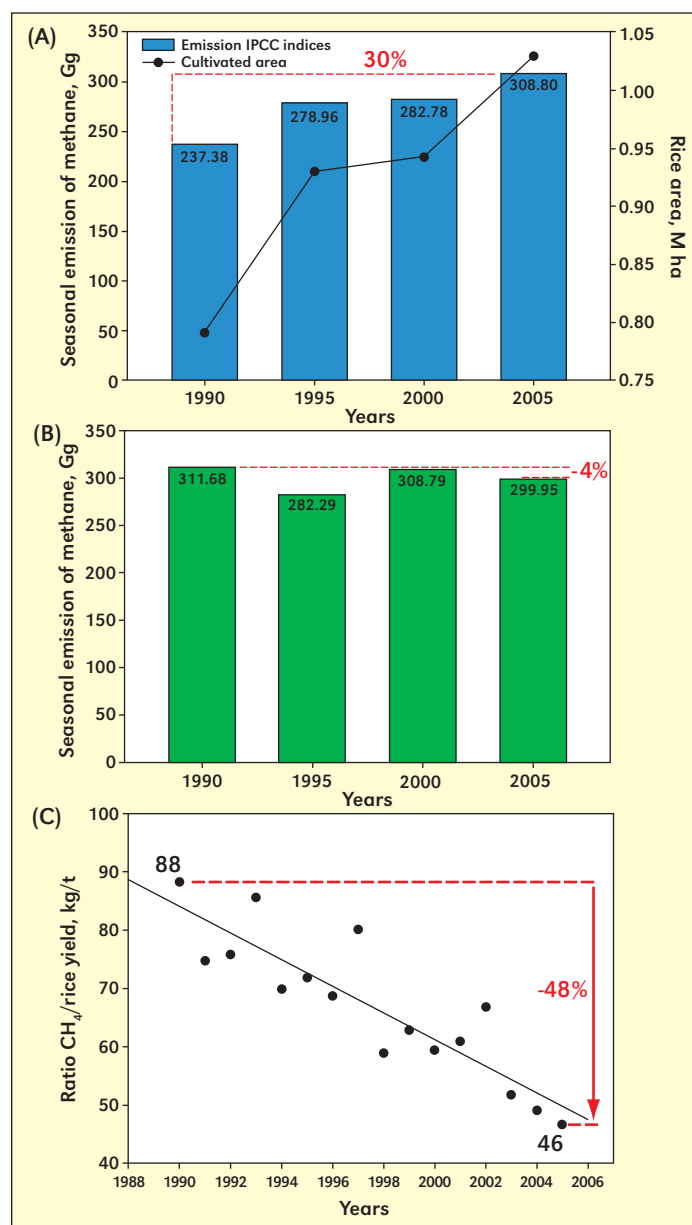 (A)
Emission IPCC indices
Cultivated area
30%
Seasonal emission of methane, Gg
350
300
250
200
150
100
50
0
237.38
278.96
282.78
308.80
1.05
1.00
0.95
0.90
0.85
0.80
0.75
Rice area, M ha
1990 1995 2000 2005
Years
(B)
Seasonal emission of methane, Gg
350
300
250
200
150
100
50
0
311.68
282.29
308.79
299.95
-4%
1990 1995 2000 2005
Years
(C)
Ratio CH4/rice yield, kg/t
100
90
80
70
60
50
40
88
-48%
46
1988 1990 1992 1994 1996 1998 2000 2002 2004 2006
Years